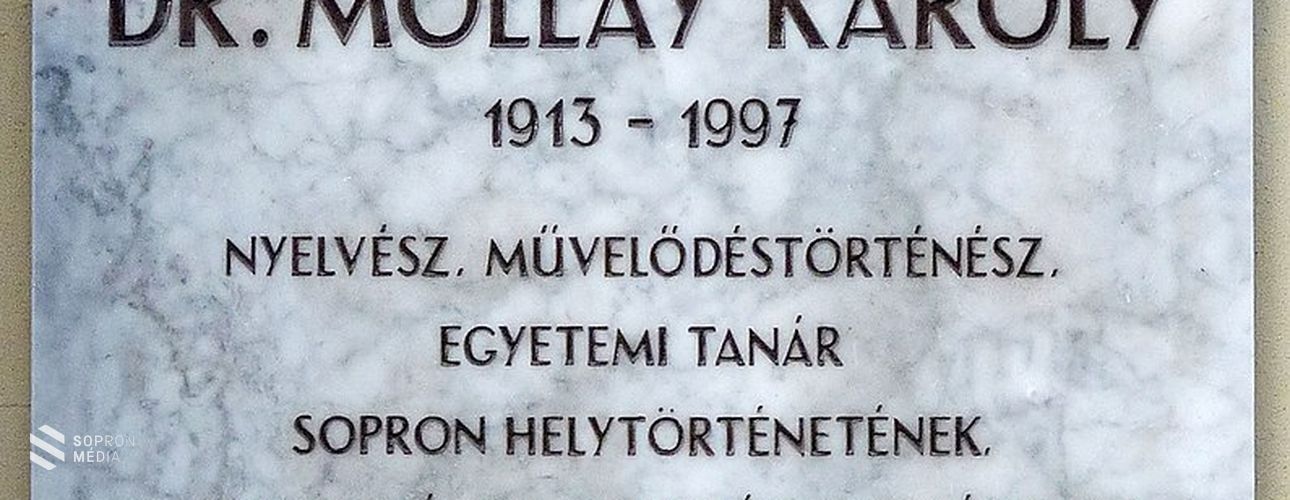 DR. MOLLAY KÁROLY
1913 - 1997
NYELVÉSZ, MŰVELŐDÉSTÖRTÉNÉSZ,
EGYETEMI TANÁR
SOPRON HELYTÖRTÉNETÉNEK,
SOPRON
MÉDIA